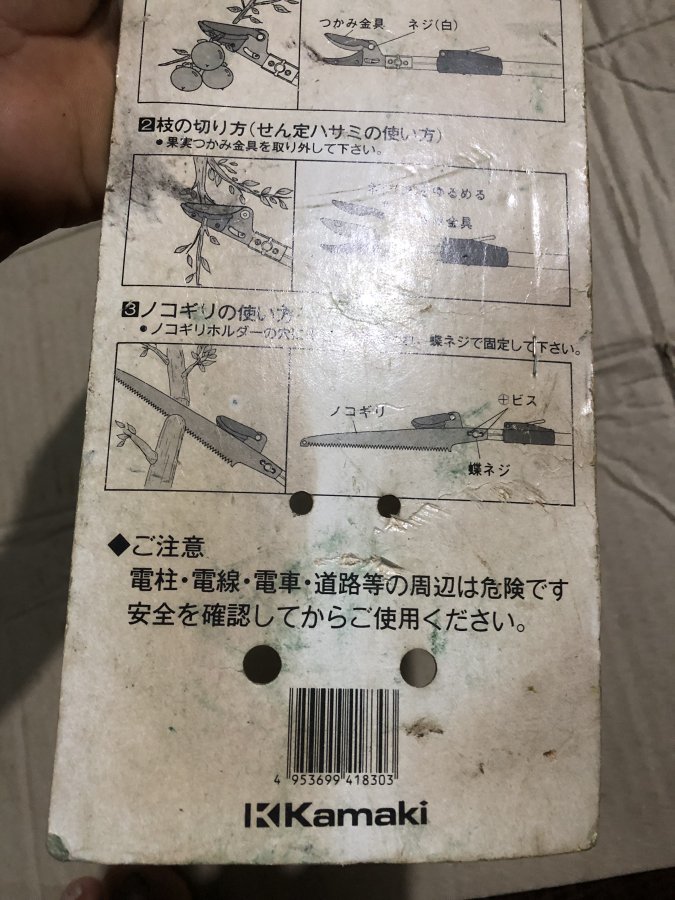 つかみ金具 ネジ(白)
2枝の切り方(せん定ハサミの使い方)
●果実つかみ金具を取り外して下さい。
ゆるめる
金具
3ノコギリの使い方
●ノコギリホルダーの穴に 蝶ネジで固定して下さい。
ノコギリ ⊕ビス
蝶ネジ
◆ご注意
電柱・電線・電車・道路等の周辺は危険です
安全を確認してからご使用ください。
4 953699 418303
Kamaki